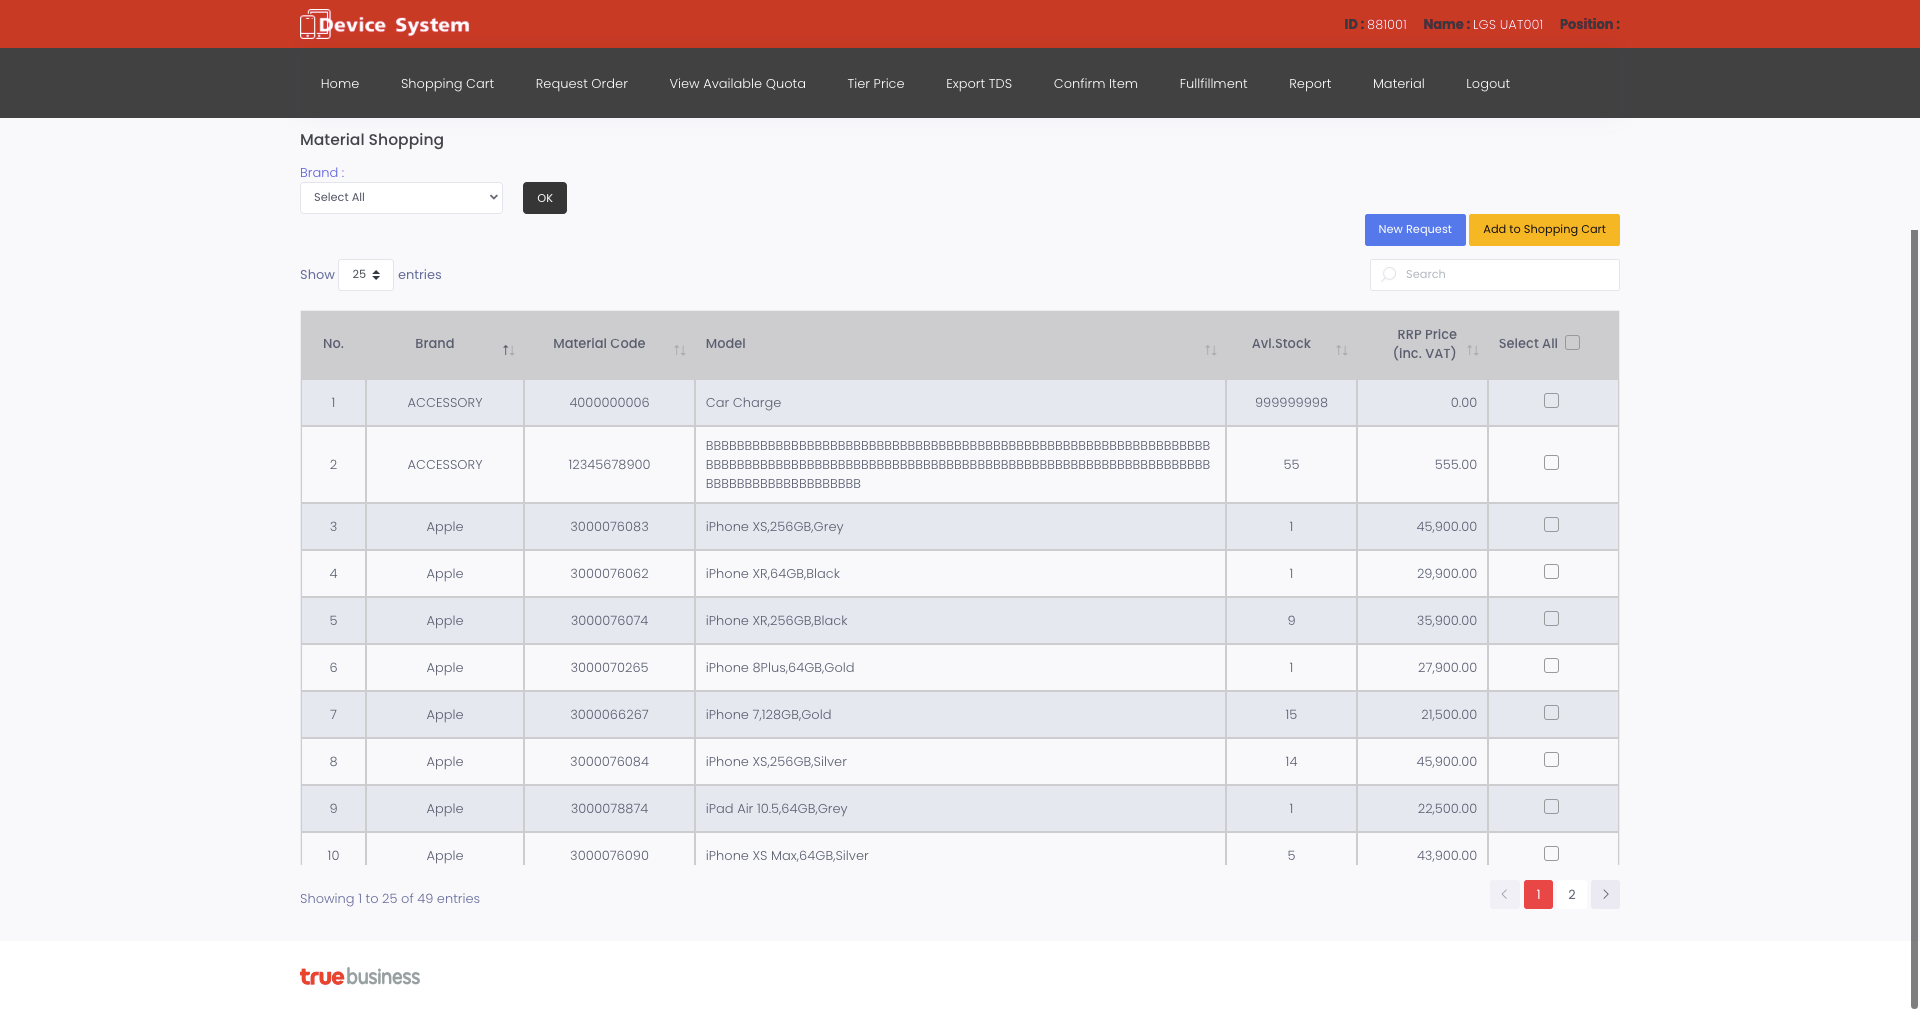 Device System
ID : 881001 Name : LGS UAT001 Position :
Home Shopping Cart Request Order View Available Quota Tier Price Export TDS Confirm Item Fullfillment Report Material Logout
Material Shopping
Brand :
Select All OK
New Request Add to Shopping Cart
Show 25 entries Search
No. Brand Material Code Model Avl.Stock RRP Price (inc. VAT) Select All
1 ACCESSORY 4000000006 Car Charge 999999998 0.00
2 ACCESSORY 12345678900 55 555.00
3 Apple 3000076083 iPhone XS,256GB,Grey 1 45,900.00
4 Apple 3000076062 iPhone XR,64GB,Black 1 29,900.00
5 Apple 3000076074 iPhone XR,256GB,Black 9 35,900.00
6 Apple 3000070265 iPhone 8Plus,64GB,Gold 1 27,900.00
7 Apple 3000066267 iPhone 7,128GB,Gold 15 21,500.00
8 Apple 3000076084 iPhone XS,256GB,Silver 14 45,900.00
9 Apple 3000078874 iPad Air 10.5,64GB,Grey 1 22,500.00
10 Apple 3000076090 iPhone XS Max,64GB,Silver 5 43,900.00
Showing 1 to 25 of 49 entries 1 2
true business